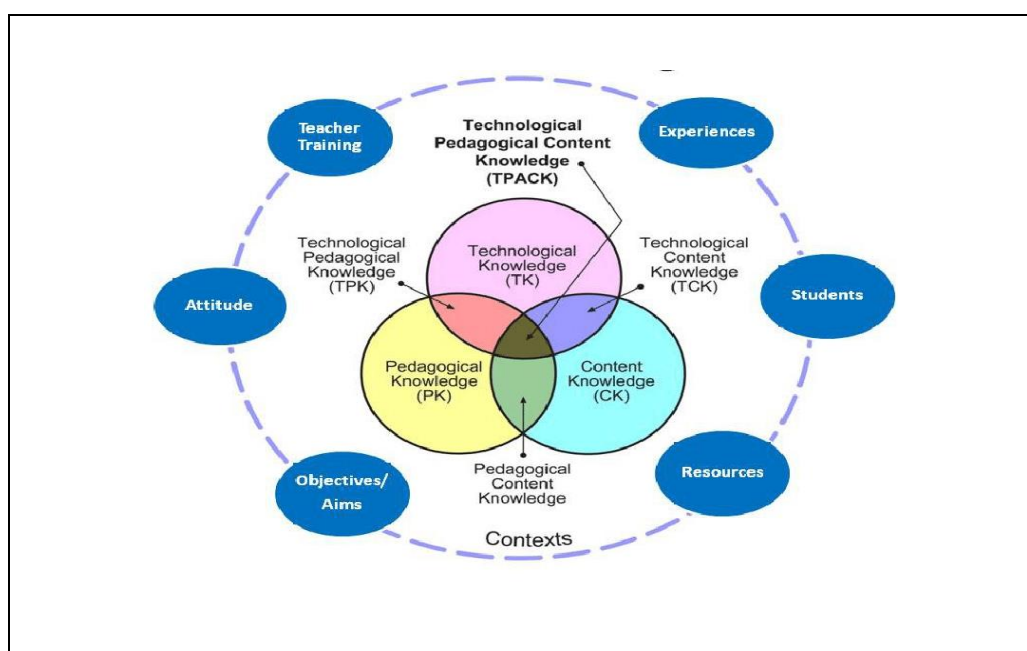 Teacher
Training
Technological
Pedagogical Content
Knowledge
(TPACK)
Experiences
Technological
Pedagogical
Knowledge
(TPK)
Technological
Knowledge
(TK)
Technological
Content
Knowledge
(TCK)
Attitude
Students
Pedagogical
Knowledge
(PK)
Content
Knowledge
(CK)
Objectives/
Aims
Pedagogical
Content
Knowledge
Resources
Contexts